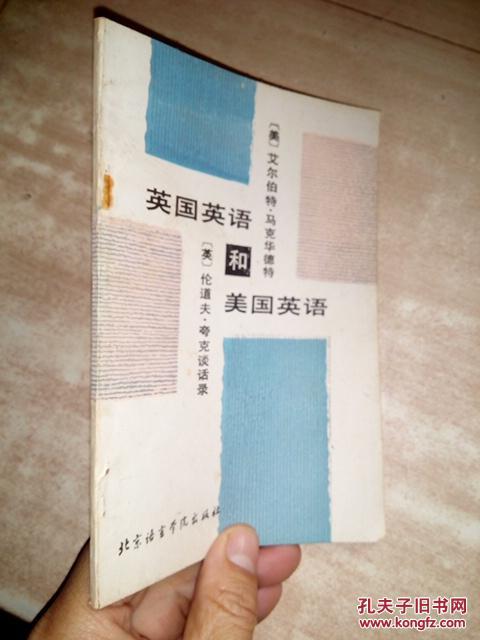 [美]艾尔伯特·马克华德特
英国英语
和
美国英语
[英]伦道夫·夸克谈话录
北京语言学院出版社
孔夫子旧书网
www.kongfz.com